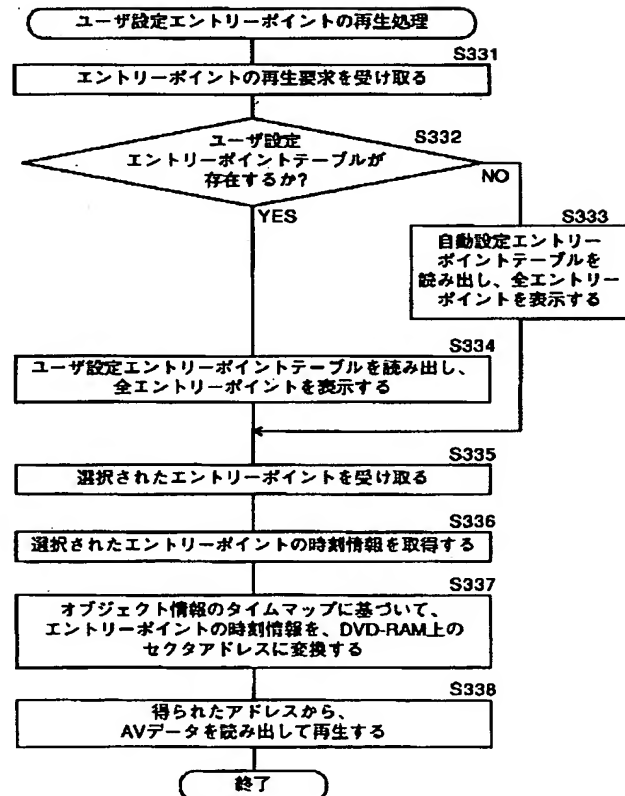 ユーザ設定エントリーポイントの再生処理
S331
エントリーポイントの再生要求を受け取る
S332
ユーザ設定
エントリーポイントテーブルが
存在するか?
NO
YES
S333
自動設定エントリー
ポイントテーブルを
読み出し、全エントリー
ポイントを表示する
S334
ユーザ設定エントリーポイントテーブルを読み出し、
全エントリーポイントを表示する
S335
選択されたエントリーポイントを受け取る
S336
選択されたエントリーポイントの時刻情報を取得する
S337
オブジェクト情報のタイムマップに基づいて、
エントリーポイントの時刻情報を、DVD-RAM上の
セクタアドレスに変換する
S338
得られたアドレスから、
AVデータを読み出して再生する
終了